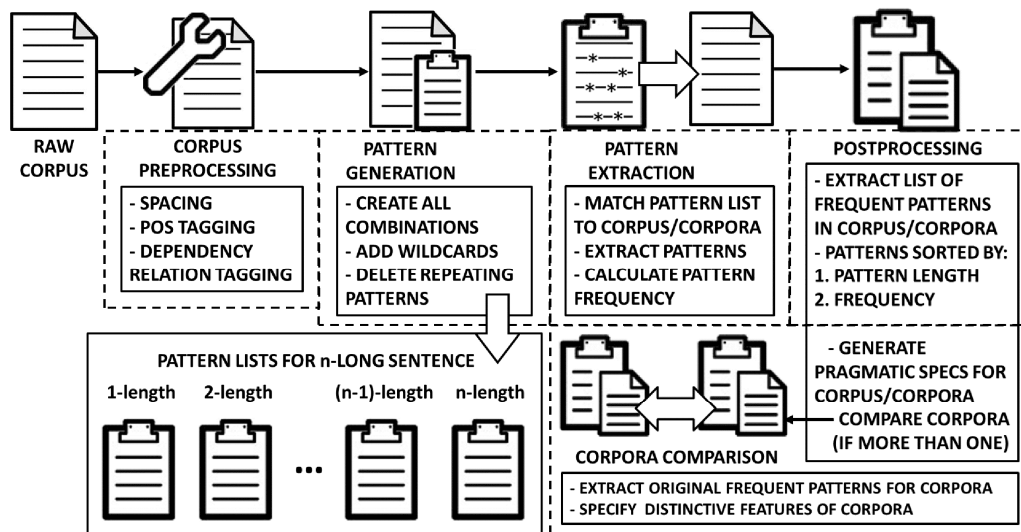 RAW
CORPUS
CORPUS
PREPROCESSING
- SPACING
- POS TAGGING
- DEPENDENCY
RELATION TAGGING
PATTERN
GENERATION
- CREATE ALL
COMBINATIONS
- ADD WILDCARDS
- DELETE REPEATING
PATTERNS
PATTERN
EXTRACTION
- MATCH PATTERN LIST
TO CORPUS/CORPORA
- EXTRACT PATTERNS
- CALCULATE PATTERN
FREQUENCY
POSTPROCESSING
- EXTRACT LIST OF
FREQUENT PATTERNS
IN CORPUS/CORPORA
- PATTERNS SORTED BY:
1. PATTERN LENGTH
2. FREQUENCY
- GENERATE
PRAGMATIC SPECS FOR
CORPUS/CORPORA
COMPARE CORPORA
(IF MORE THAN ONE)
PATTERN LISTS FOR n-LONG SENTENCE
1-length 2-length (n-1)-length n-length
...
CORPORA COMPARISON
- EXTRACT ORIGINAL FREQUENT PATTERNS FOR CORPORA
- SPECIFY DISTINCTIVE FEATURES OF CORPORA